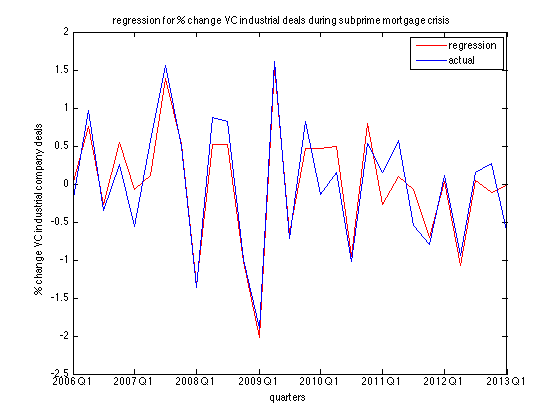 regression for % change VC industrial deals during subprime mortgage crisis
2
1.5
1
0.5
0
-0.5
-1
-1.5
-2
-2.5
% change VC industrial company deals
regression
actual
2006 Q1 2007 Q1 2008 Q1 2009 Q1 2010 Q1 2011 Q1 2012 Q1 2013 Q1
quarters